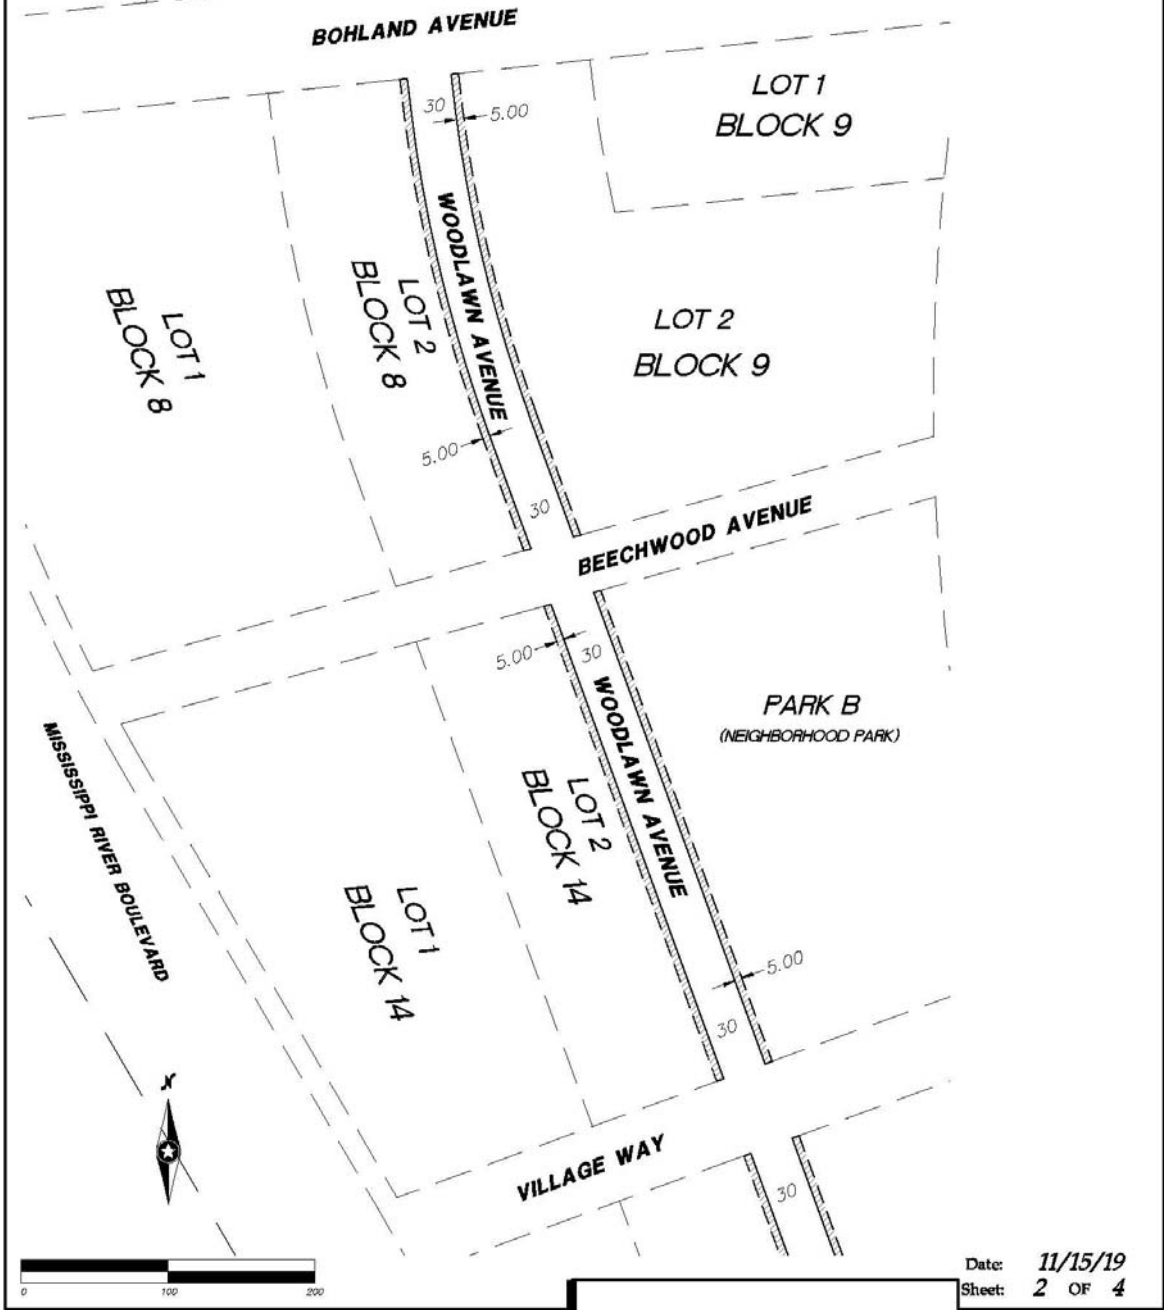 BOHLAND AVENUE
LOT 1
BLOCK 9
30
5.00
WOODLAWN AVENUE
LOT 2
BLOCK 8
LOT 1
BLOCK 8
LOT 2
BLOCK 9
5.00
30
BEECHWOOD AVENUE
5.00
30
WOODLAWN AVENUE
PARK B
(NEIGHBORHOOD PARK)
MISSISSIPPI RIVER BOULEVARD
LOT 2
BLOCK 14
LOT 1
BLOCK 14
5.00
30
N
VILLAGE WAY
30
0 100 200
Date: 11/15/19
Sheet: 2 OF 4